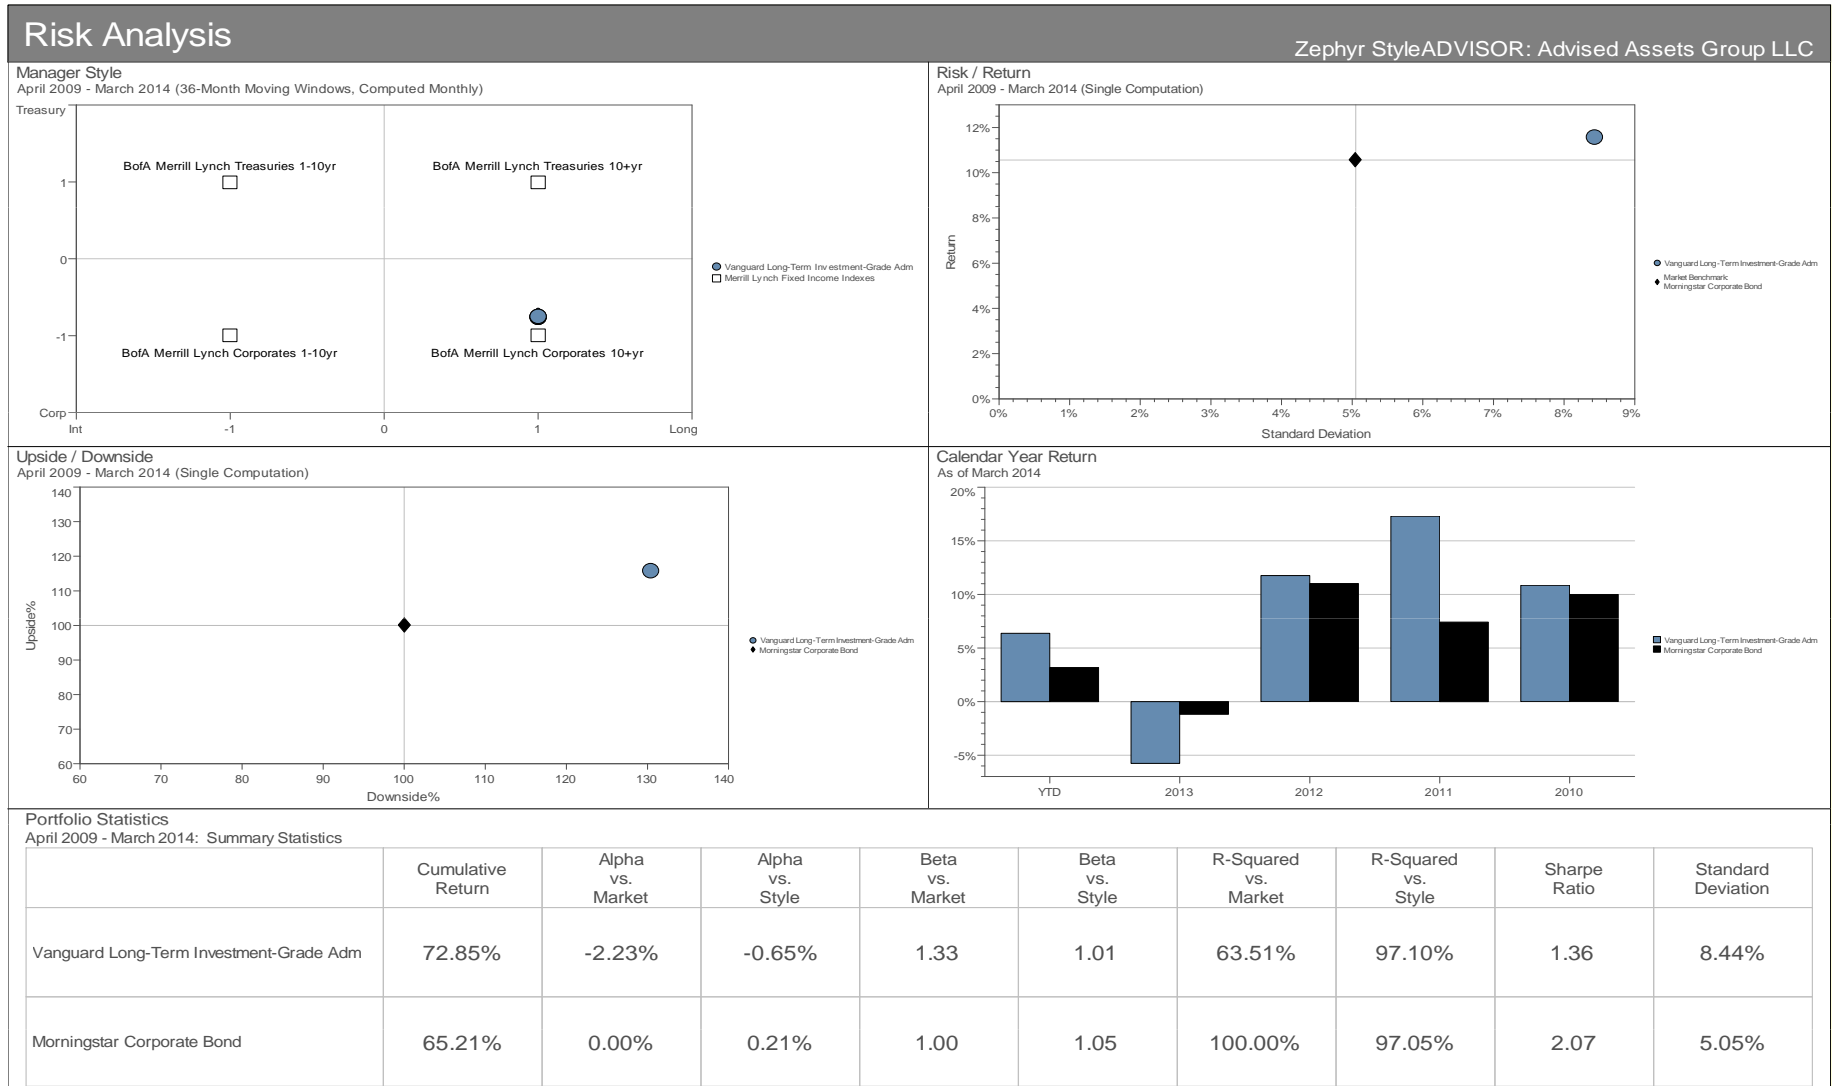 Risk Analysis
Zephyr StyleADVISOR: Advised Assets Group LLC
Manager Style
April 2009 - March 2014 (36-Month Moving Windows, Computed Monthly)
Treasury
BofA Merrill Lynch Treasuries 1-10yr
BofA Merrill Lynch Treasuries 10+yr
1
0
-1
BofA Merrill Lynch Corporates 1-10yr
BofA Merrill Lynch Corporates 10+yr
Corp
Int
-1
0
1
Long
Vanguard Long-Term Investment-Grade Adm
Merrill Lynch Fixed Income Indexes
Risk / Return
April 2009 - March 2014 (Single Computation)
12%
10%
8%
6%
4%
2%
0%
Return
0%
1%
2%
3%
4%
5%
6%
7%
8%
9%
Standard Deviation
Vanguard Long-Term Investment-Grade Adm
Market Benchmark:
Morningstar Corporate Bond
Upside / Downside
April 2009 - March 2014 (Single Computation)
140
130
120
110
100
90
80
70
60
Upside%
60
70
80
90
100
110
120
130
140
Downside%
Vanguard Long-Term Investment-Grade Adm
Morningstar Corporate Bond
Calendar Year Return
As of March 2014
20%
15%
10%
5%
0%
-5%
YTD
2013
2012
2011
2010
Vanguard Long-Term Investment-Grade Adm
Morningstar Corporate Bond
Portfolio Statistics
April 2009 - March 2014: Summary Statistics
Cumulative
Return
Alpha
vs.
Market
Alpha
vs.
Style
Beta
vs.
Market
Beta
vs.
Style
R-Squared
vs.
Market
R-Squared
vs.
Style
Sharpe
Ratio
Standard
Deviation
Vanguard Long-Term Investment-Grade Adm 72.85% -2.23% -0.65% 1.33 1.01 63.51% 97.10% 1.36 8.44%
Morningstar Corporate Bond 65.21% 0.00% 0.21% 1.00 1.05 100.00% 97.05% 2.07 5.05%